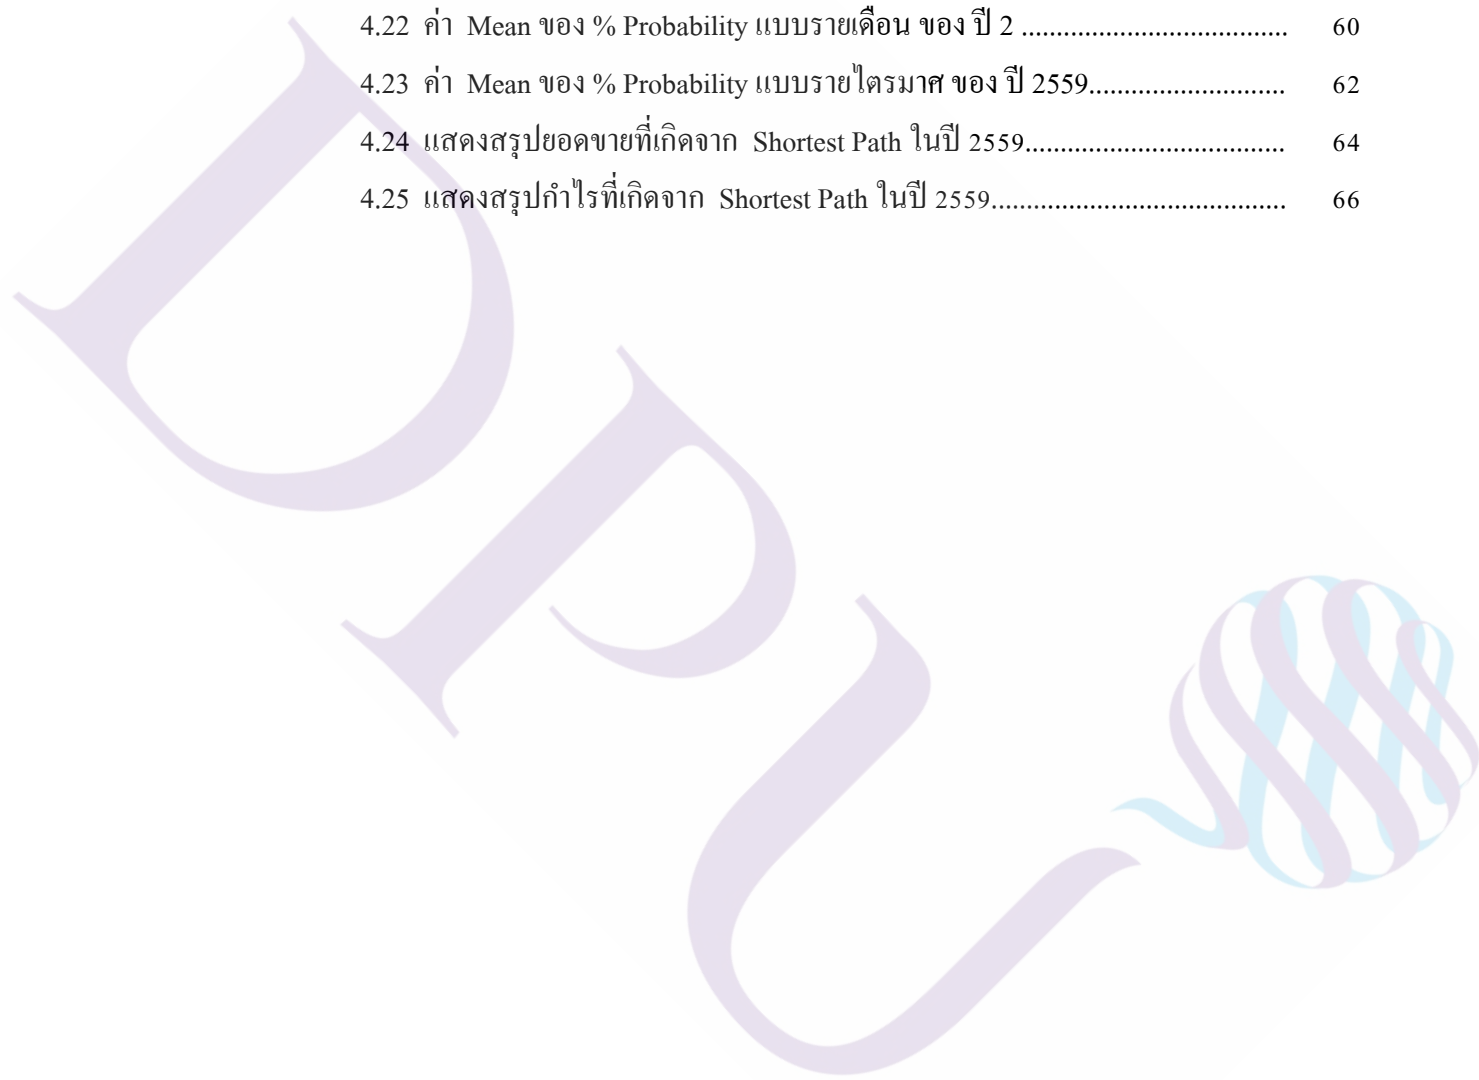 4.22 ค่า Mean ของ % Probability แบบรายเดือน ของ ปี 2 ...................................... 60
4.23 ค่า Mean ของ % Probability แบบรายไตรมาศ ของ ปี 2559............................ 62
4.24 แสดงสรุปยอดขายที่เกิดจาก Shortest Path ในปี 2559..................................... 64
4.25 แสดงสรุปกำไรที่เกิดจาก Shortest Path ในปี 2559.......................................... 66
DPU